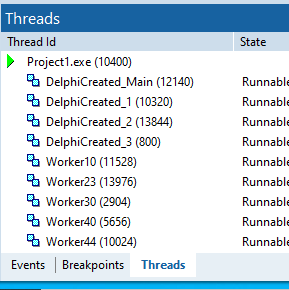 Threads
Thread Id State
Project1.exe (10400)
DelphiCreated_Main (12140) Runnable
DelphiCreated_1 (10320) Runnable
DelphiCreated_2 (13844) Runnable
DelphiCreated_3 (800) Runnable
Worker10 (11528) Runnable
Worker23 (13976) Runnable
Worker30 (2904) Runnable
Worker40 (5656) Runnable
Worker44 (10024) Runnable
Events Breakpoints Threads